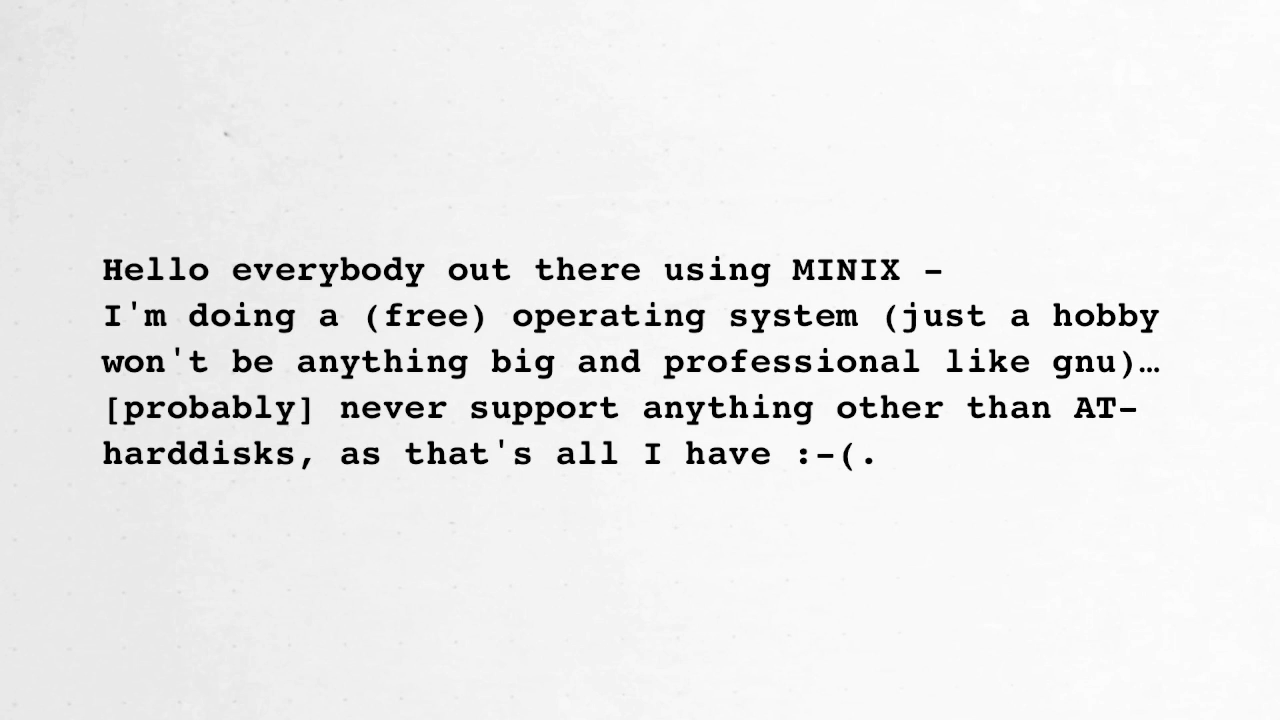 Hello everybody out there using MINIX –
I'm doing a (free) operating system (just a hobby
won't be anything big and professional like gnu)…
[probably] never support anything other than AT-
harddisks, as that's all I have :-(.